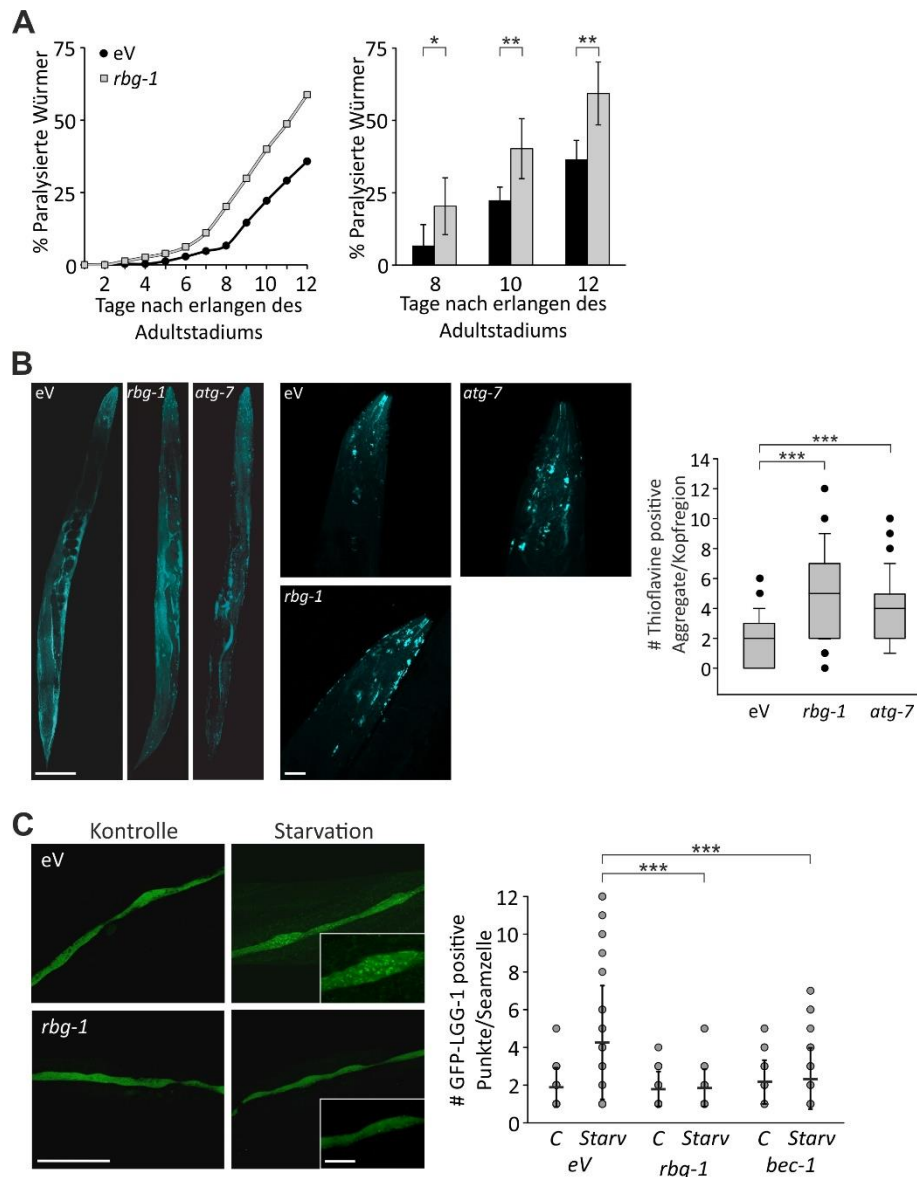 A
75
50
25
0
% Paralysierte Würmer
eV
rbg-1
2 4 6 8 10 12
Tage nach erlangen des
Adultstadiums
75
50
25
0
% Paralysierte Würmer
* ** **
8 10 12
Tage nach erlangen des
Adultstadiums
B
eV
rbg-1
atg-7
eV
atg-7
rbg-1
# Thioflavine positive
Aggregate/Kopfregion
14
12
10
8
6
4
2
0
***
***
eV rbg-1 atg-7
C
Kontrolle Starvation
eV
rbg-1
# GFP-LGG-1 positive
Punkte/Seamzelle
12
10
8
6
4
2
0
***
***
C Starv C Starv C Starv
eV rbg-1 bec-1